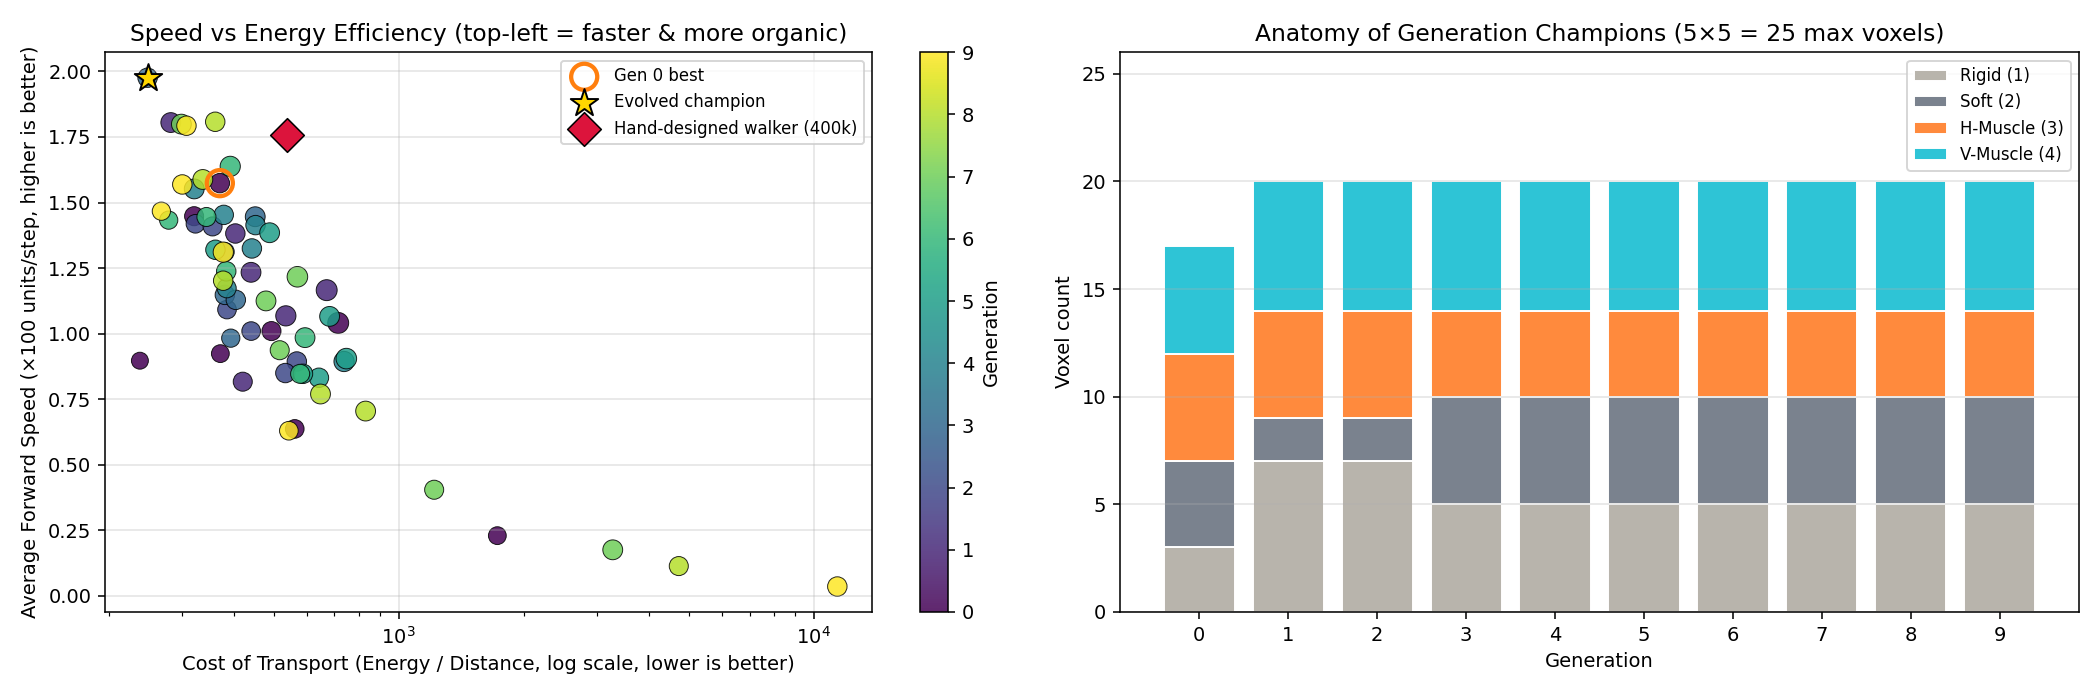 Speed vs Energy Efficiency (top-left = faster & more organic)
Average Forward Speed (×100 units/step, higher is better)
2.00
1.75
1.50
1.25
1.00
0.75
0.50
0.25
0.00
10³
10⁴
Cost of Transport (Energy / Distance, log scale, lower is better)
Gen 0 best
Evolved champion
Hand-designed walker (400k)
9
8
7
6
5
4
3
2
1
0
Generation
Anatomy of Generation Champions (5×5 = 25 max voxels)
Voxel count
25
20
15
10
5
0
Rigid (1)
Soft (2)
H-Muscle (3)
V-Muscle (4)
0 1 2 3 4 5 6 7 8 9
Generation